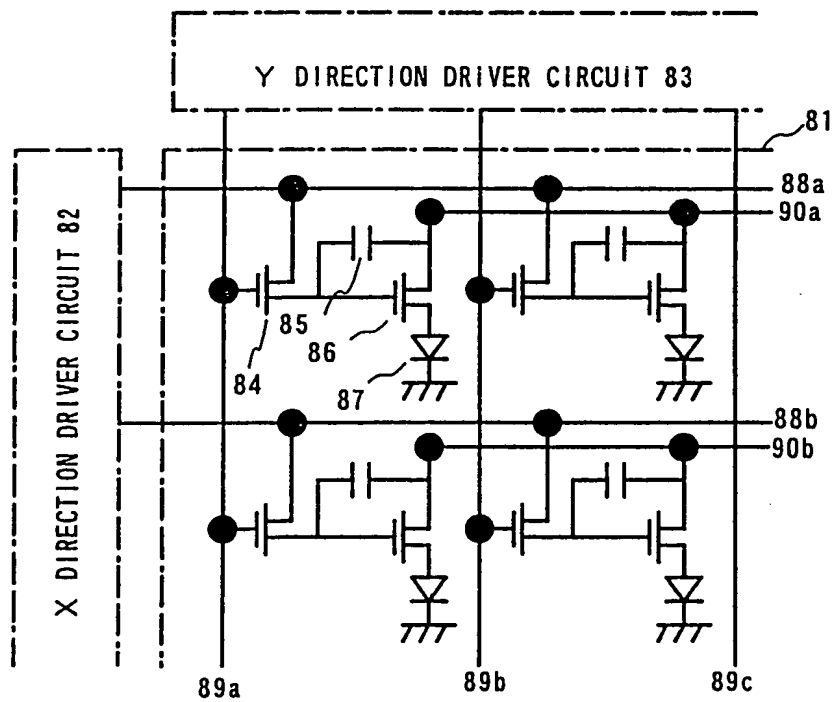 Y DIRECTION DRIVER CIRCUIT 83
81
88a
90a
X DIRECTION DRIVER CIRCUIT 82
85
86
84
87
88b
90b
89a
89b
89c